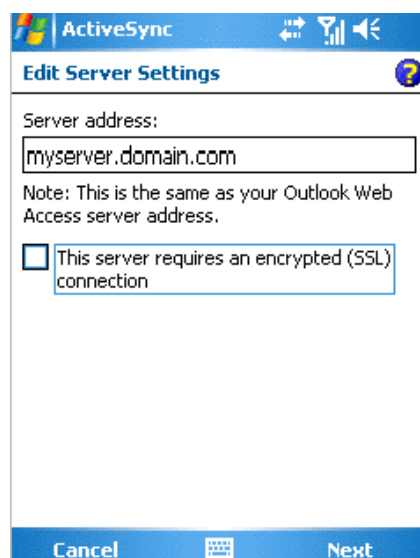 ActiveSync
Edit Server Settings
?
Server address:
myserver.domain.com
Note: This is the same as your Outlook Web
Access server address.
This server requires an encrypted (SSL)
connection
Cancel Next